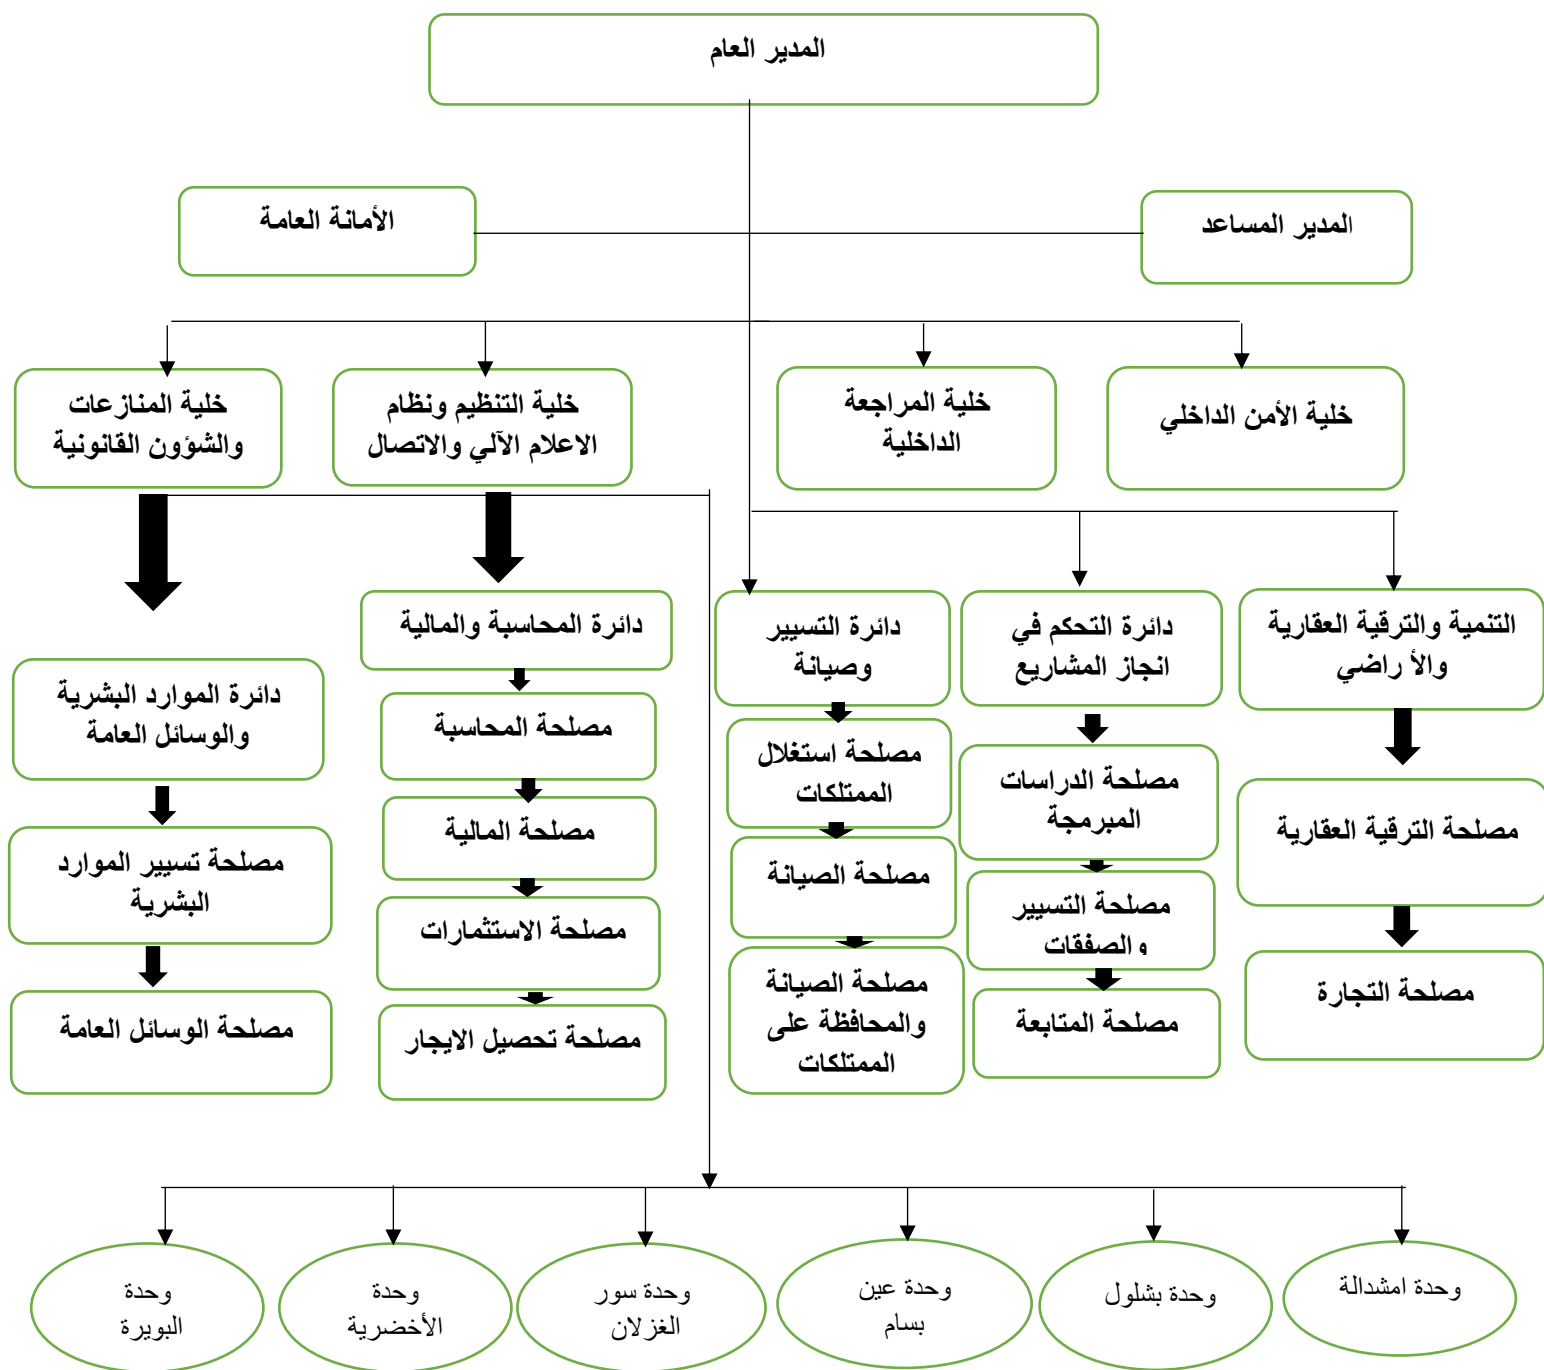 المدير العام
المدير المساعد
الأمانة العامة
خلية الأمن الداخلي
خلية المراجعة
الداخلية
خلية التنظيم ونظام
الاعلام الآلي والاتصال
خلية المنازعات
والشؤون القانونية
التنمية والترقية العقارية
والأ راضي
مصلحة الترقية العقارية
مصلحة التجارة
دائرة التحكم في
انجاز المشاريع
مصلحة الدراسات
المبرمجة
مصلحة التسيير
والصفقات
مصلحة المتابعة
دائرة التسيير
وصيانة
مصلحة استغلال
الممتلكات
مصلحة الصيانة
مصلحة الصيانة
والمحافظة على
الممتلكات
دائرة المحاسبة والمالية
مصلحة المحاسبة
مصلحة المالية
مصلحة الاستثمارات
مصلحة تحصيل الايجار
دائرة الموارد البشرية
والوسائل العامة
مصلحة تسيير الموارد
البشرية
مصلحة الوسائل العامة
وحدة امشدالة
وحدة بشلول
وحدة عين
بسام
وحدة سور
الغزلان
وحدة
الأخضرية
وحدة
البويرة